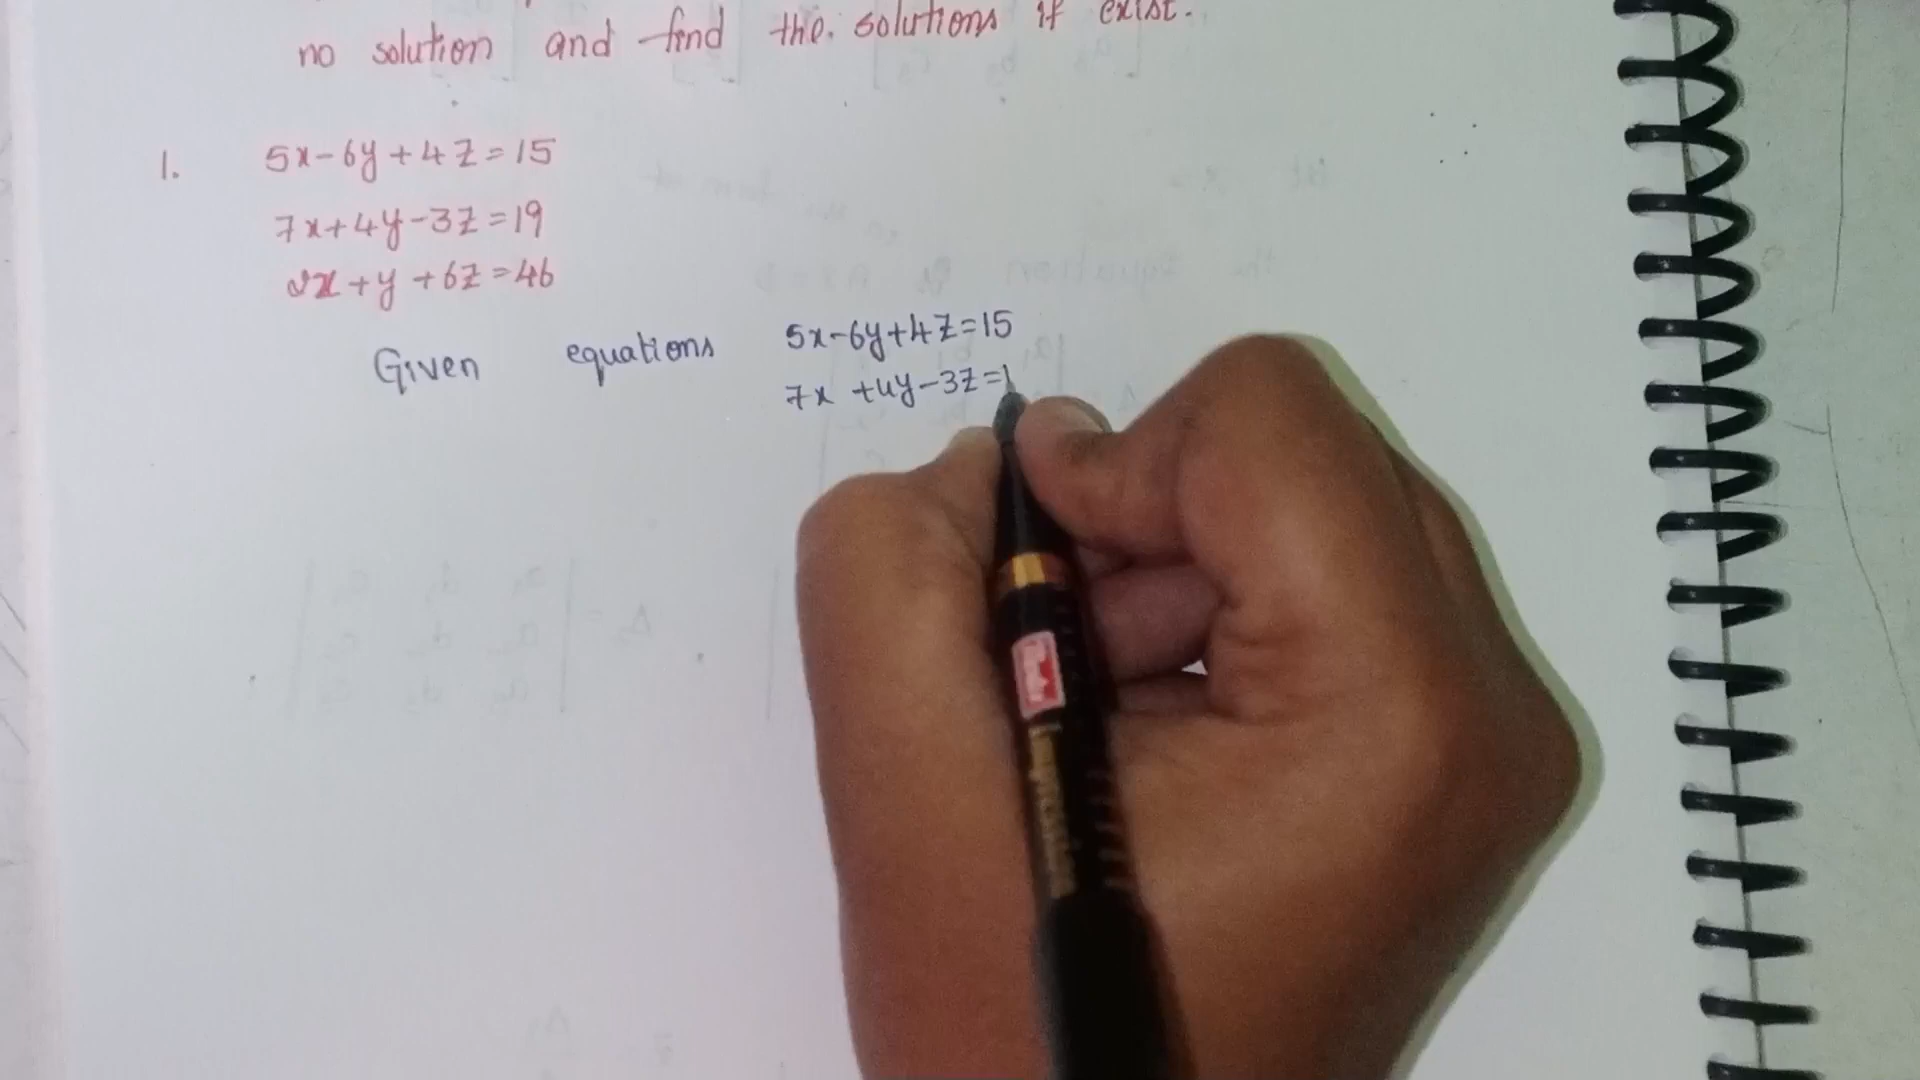 no solution and find the solutions if exist.
1. 5x-6y+4z=15
7x+4y-3z=19
2x+y+6z=46
Given equations 5x-6y+4z=15
7x+4y-3z=1
Impression